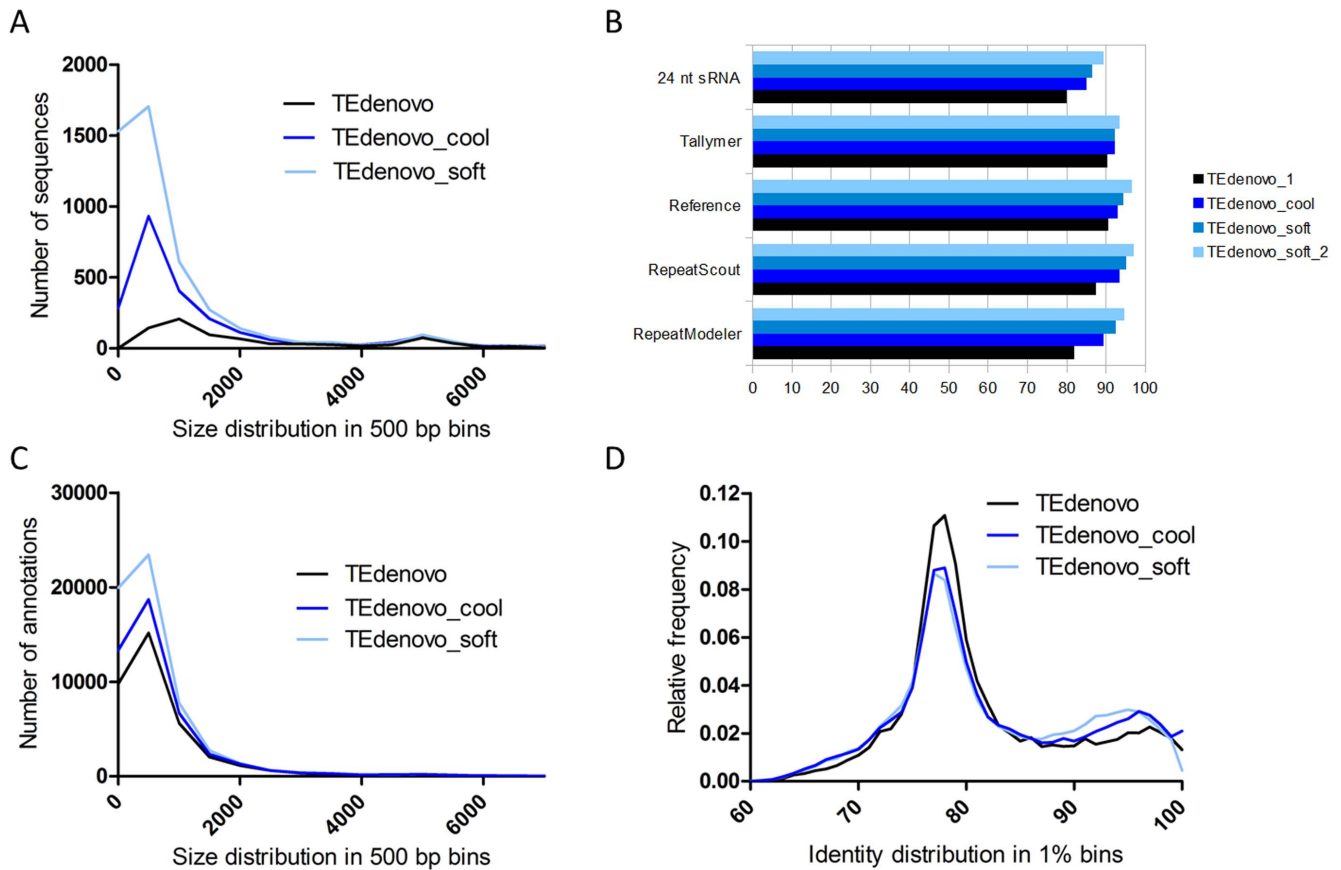 A
Number of sequences
2000
1500
1000
500
0
0
2000
4000
6000
Size distribution in 500 bp bins
TEdenovo
TEdenovo_cool
TEdenovo_soft
B
24 nt sRNA
Tallymer
Reference
RepeatScout
RepeatModeler
0 10 20 30 40 50 60 70 80 90 100
TEdenovo_1
TEdenovo_cool
TEdenovo_soft
TEdenovo_soft_2
C
Number of annotations
30000
20000
10000
0
0
2000
4000
6000
Size distribution in 500 bp bins
TEdenovo
TEdenovo_cool
TEdenovo_soft
D
Relative frequency
0.12
0.10
0.08
0.06
0.04
0.02
0.00
60
70
80
90
100
Identity distribution in 1% bins
TEdenovo
TEdenovo_cool
TEdenovo_soft